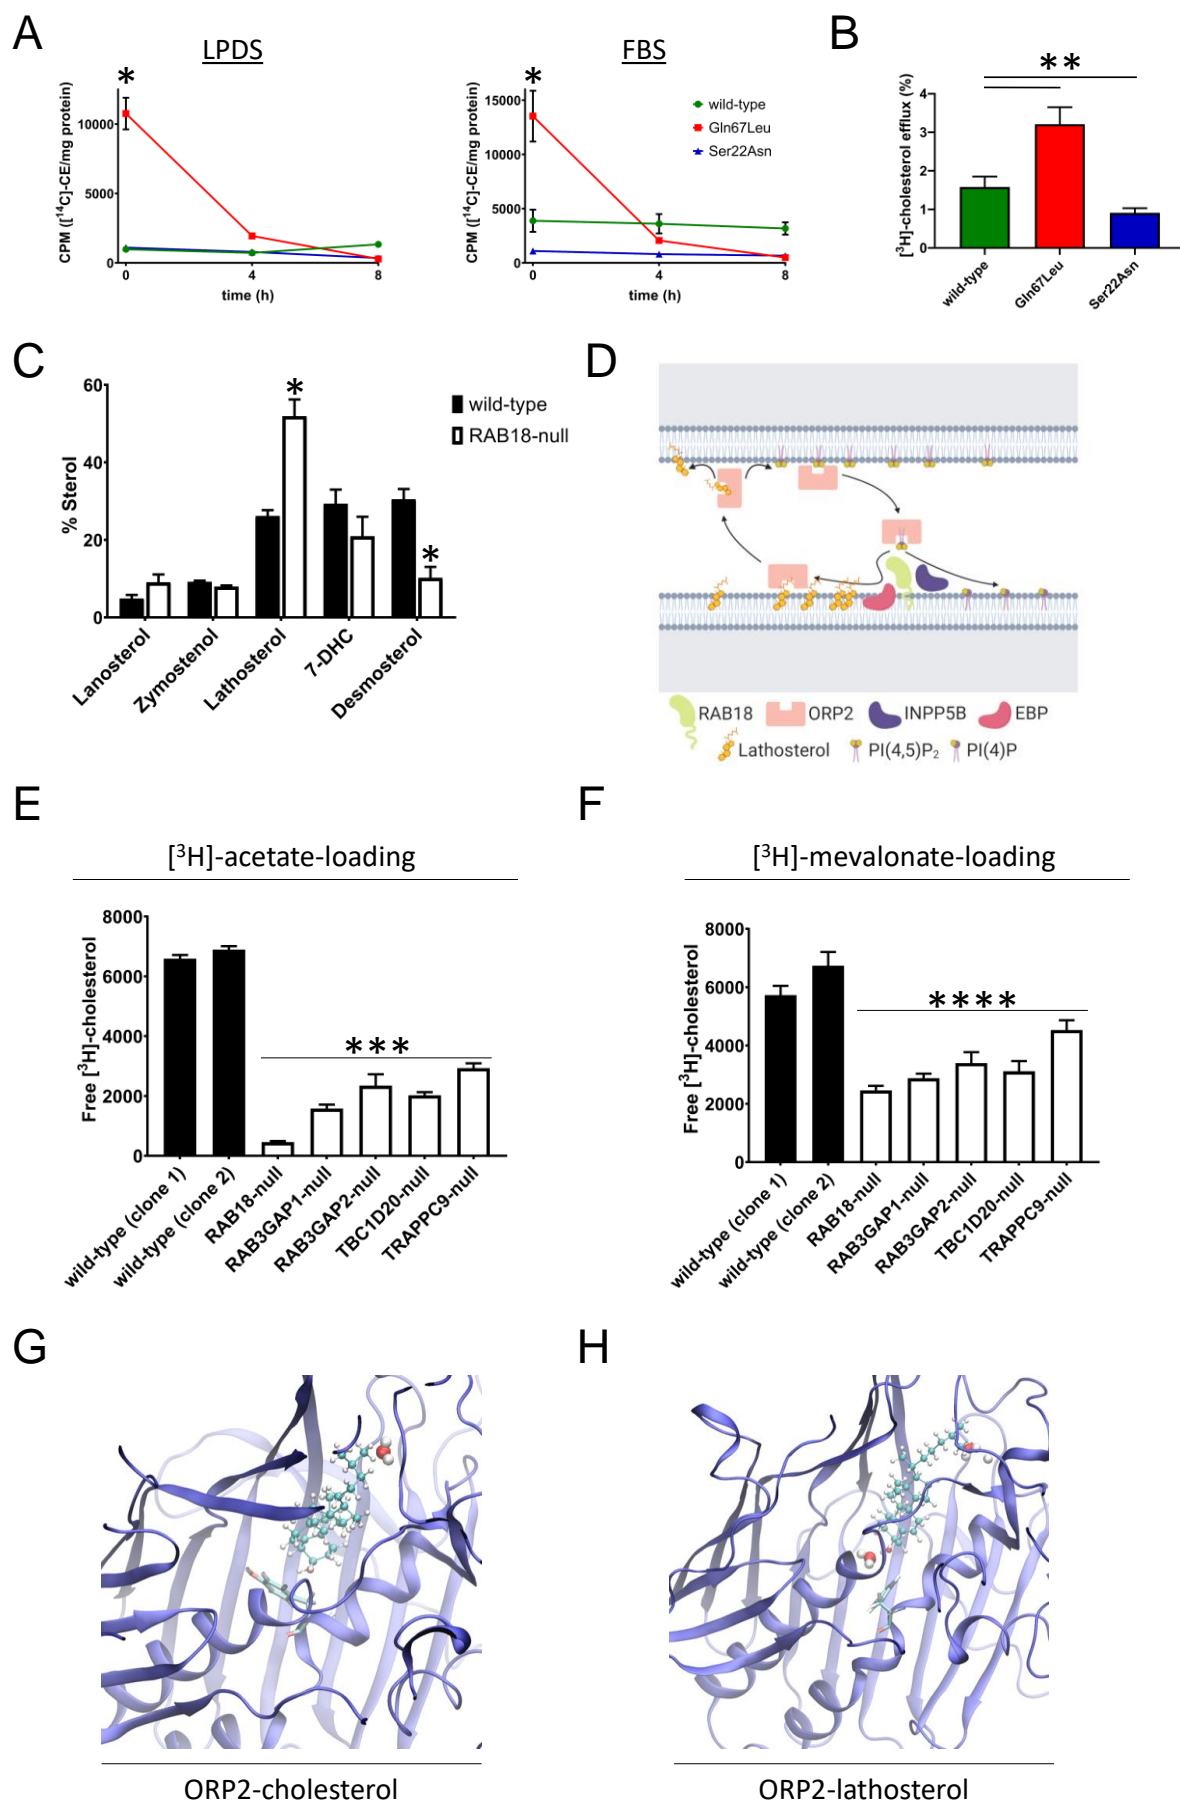 A
LPDS
FBS
*
CPM ([¹⁴C]-CE/mg protein)
10000
5000
0
0 4 8
time (h)
*
CPM ([¹⁴C]-CE/mg protein)
15000
10000
5000
0
0 4 8
time (h)
wild-type
Gln67Leu
Ser22Asn
B
**
[³H]-cholesterol efflux (%)
4
3
2
1
0
wild-type
Gln67Leu
Ser22Asn
C
% Sterol
60
40
20
0
*
*
wild-type
RAB18-null
Lanosterol
Zymostenol
Lathosterol
7-DHC
Desmosterol
D
RAB18 ORP2 INPP5B EBP
Lathosterol PI(4,5)P₂ PI(4)P
E
[³H]-acetate-loading
Free [³H]-cholesterol
8000
6000
4000
2000
0
***
wild-type (clone 1)
wild-type (clone 2)
RAB18-null
RAB3GAP1-null
RAB3GAP2-null
TBC1D20-null
TRAPPC9-null
F
[³H]-mevalonate-loading
Free [³H]-cholesterol
8000
6000
4000
2000
0
****
wild-type (clone 1)
wild-type (clone 2)
RAB18-null
RAB3GAP1-null
RAB3GAP2-null
TBC1D20-null
TRAPPC9-null
G
ORP2-cholesterol
H
ORP2-lathosterol